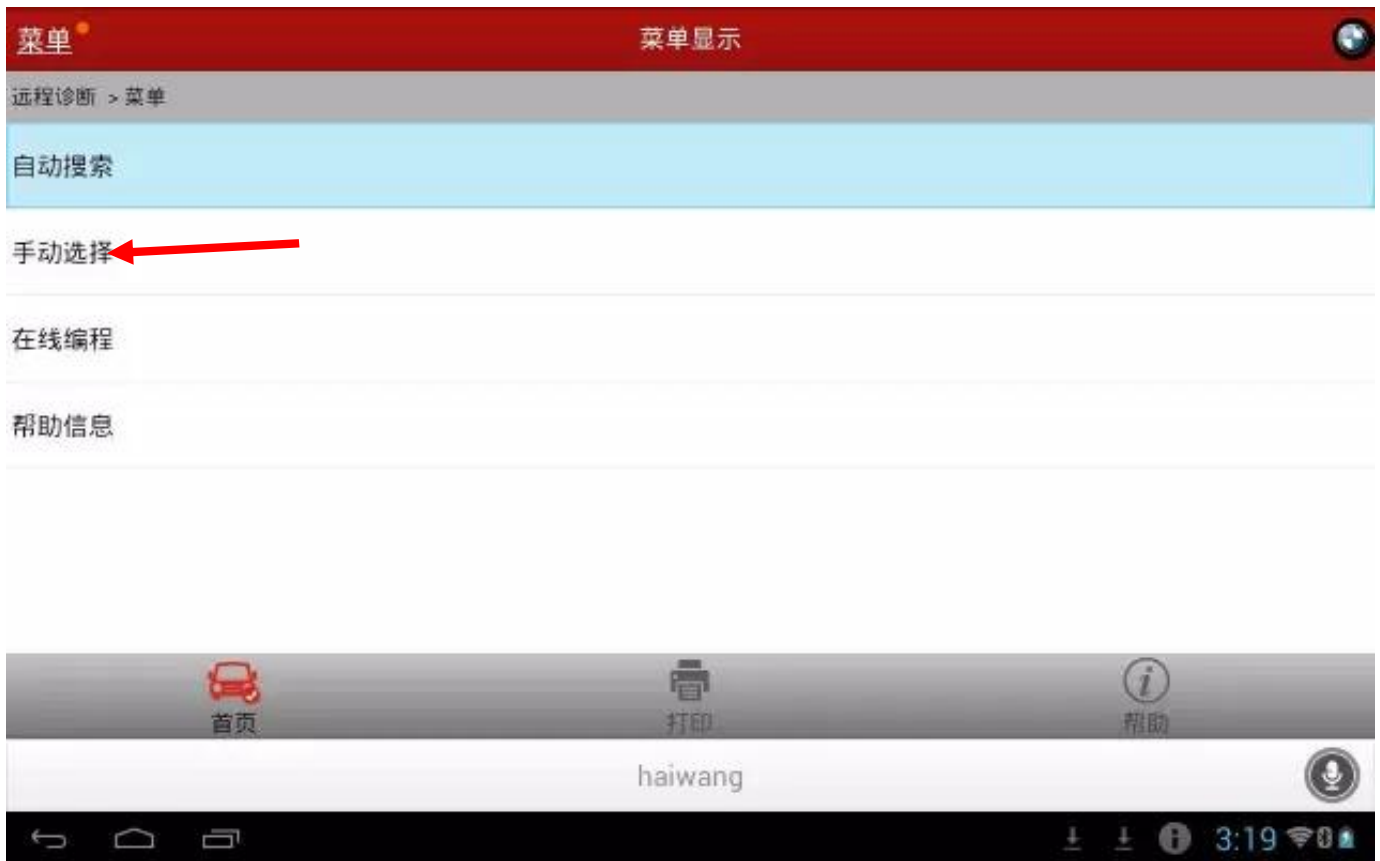 菜单
菜单显示
远程诊断 > 菜单
自动搜索
手动选择
在线编程
帮助信息
首页
打印
帮助
haiwang
3:19